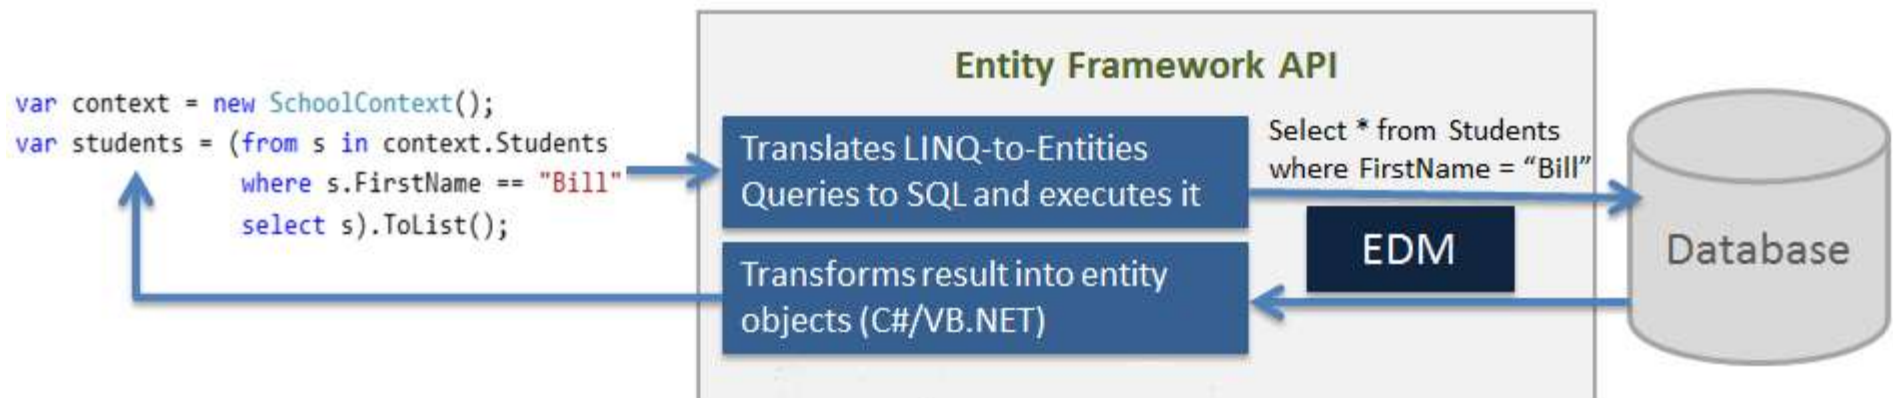 var context = new SchoolContext();
var students = (from s in context.Students
where s.FirstName == "Bill"
select s).ToList();
Entity Framework API
Translates LINQ-to-Entities
Queries to SQL and executes it
Select * from Students
where FirstName = “Bill”
EDM
Transforms result into entity
objects (C#/VB.NET)
Database